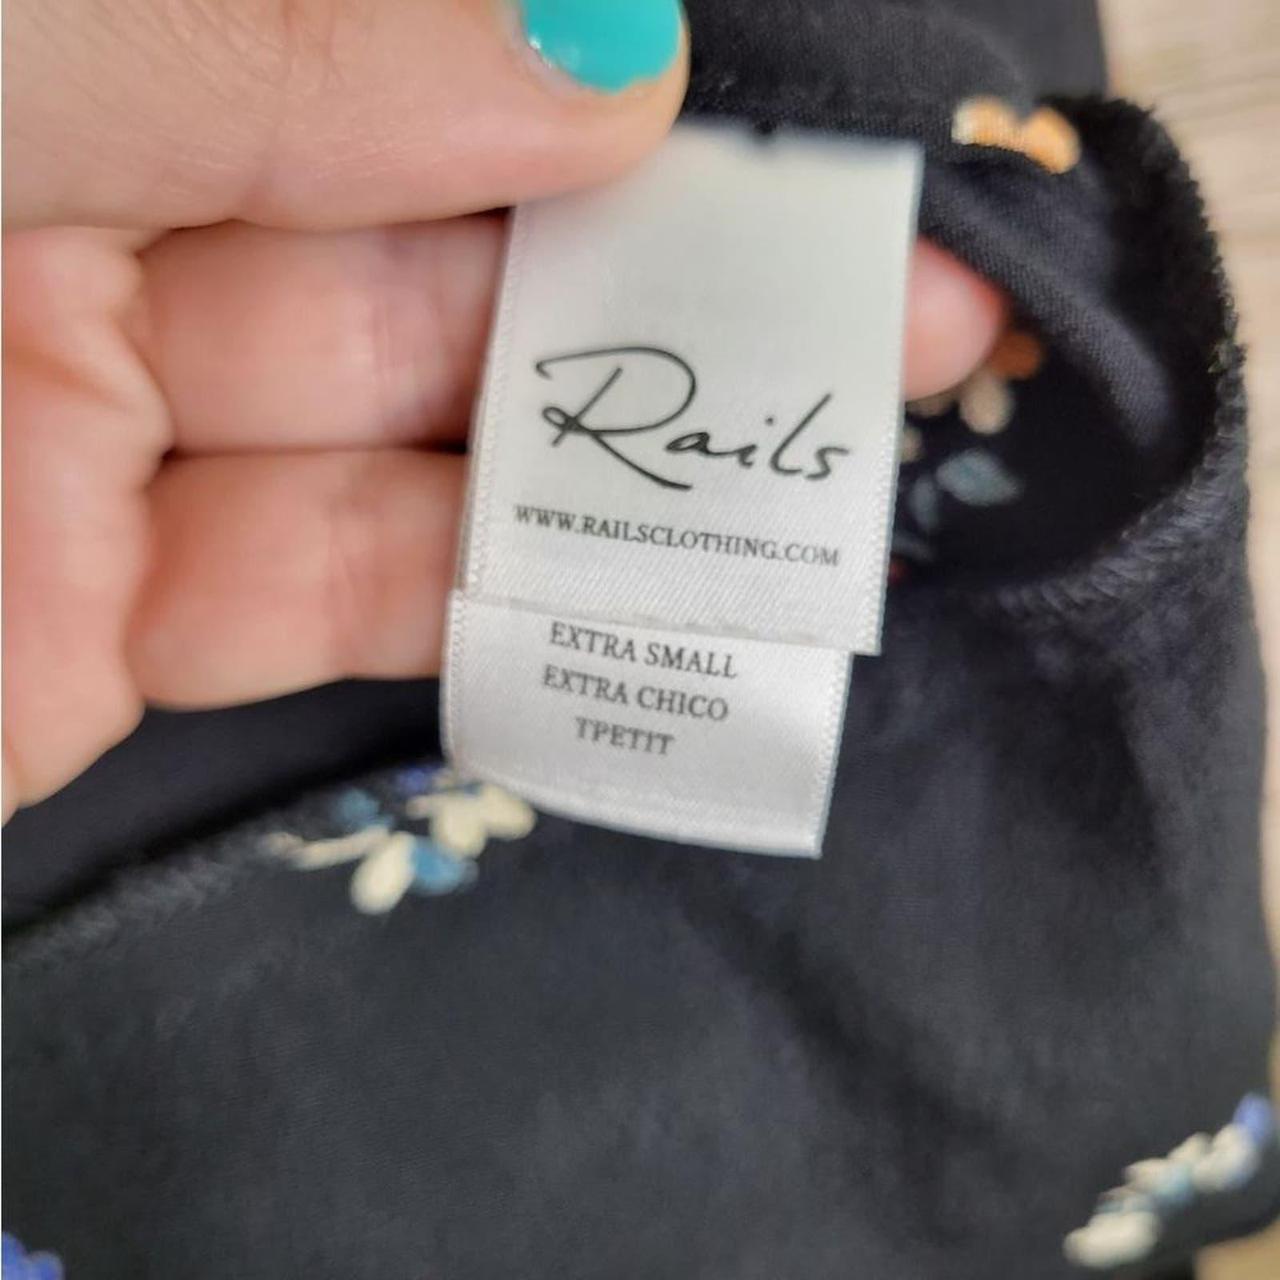 Rails
WWW.RAILSCLOTHING.COM
EXTRA SMALL
EXTRA CHICO
TPETIT